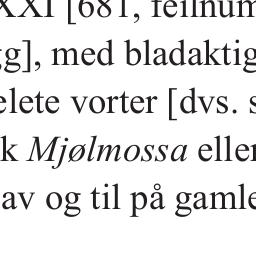 XXI [681, feilnum
gg], med bladaktig
elete vorter [dvs. s
k Mjølmossa eller
av og til på gamle